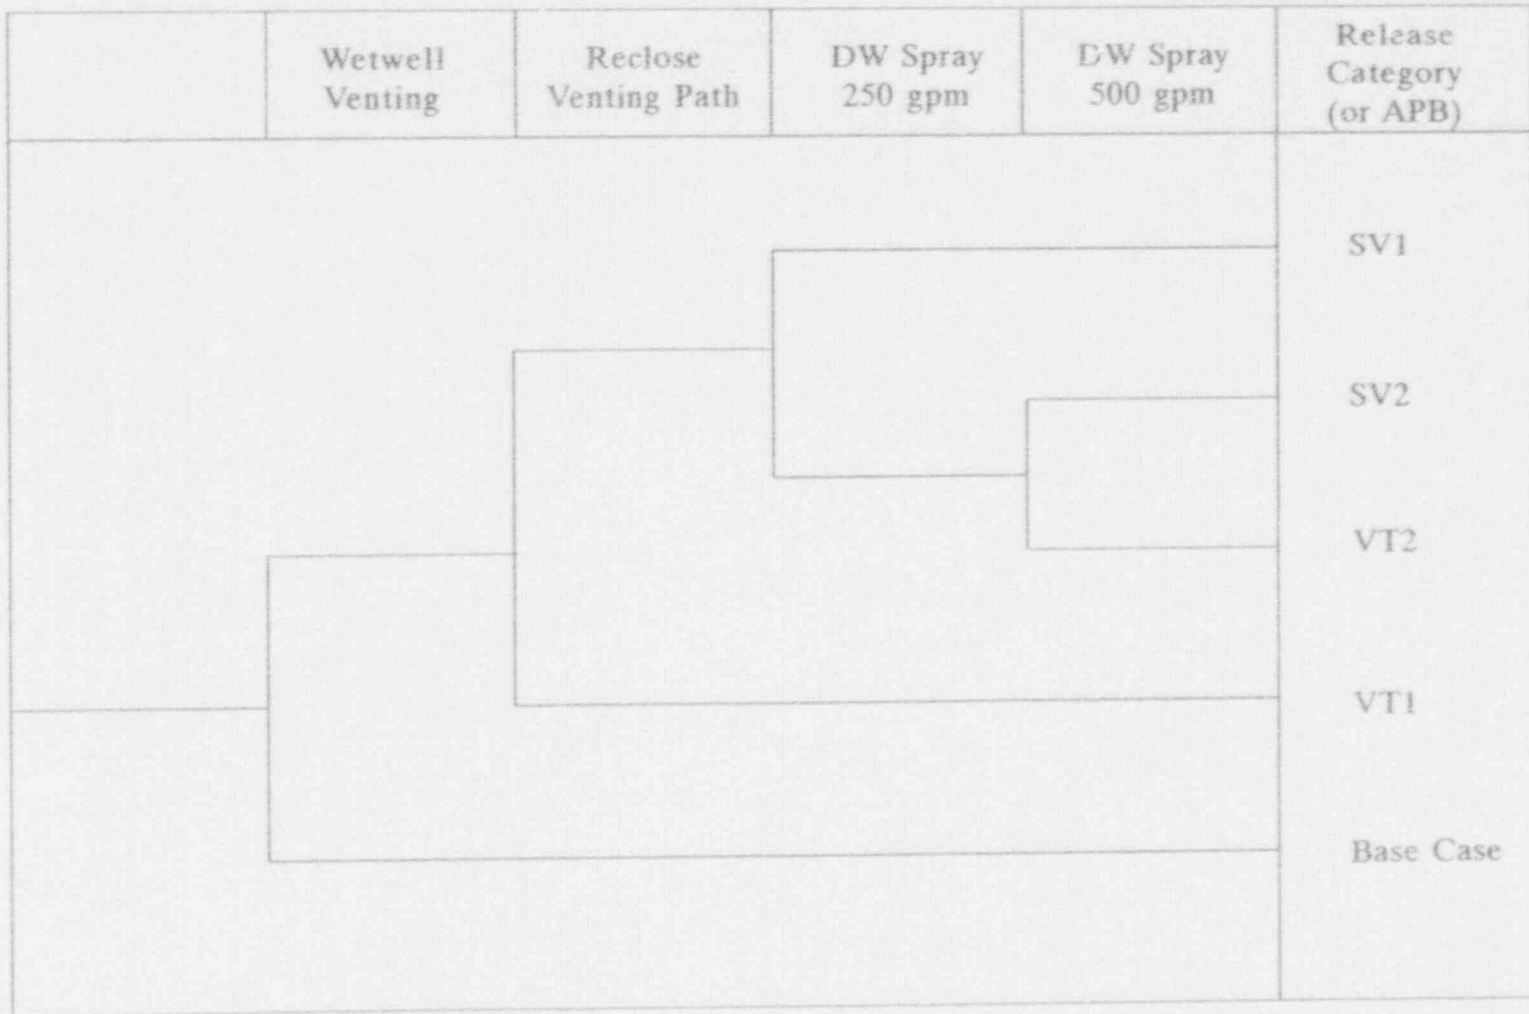 Wetwell
Venting
Reclose
Venting Path
DW Spray
250 gpm
DW Spray
500 gpm
Release
Category
(or APB)
SV1
SV2
VT2
VT1
Base Case